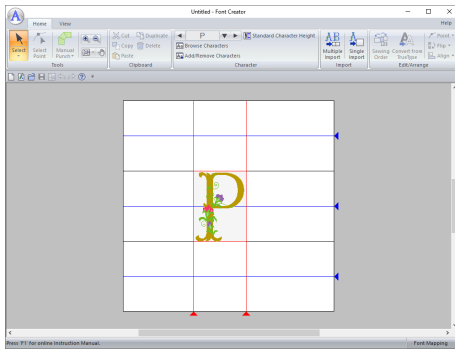 Untitled - Font Creator
Home View Help
Select
Select Point
Manual Punch
Tools
Cut Duplicate
Copy Delete
Paste
Clipboard
P
Standard Character Height
Browse Characters
Add/Remove Characters
Character
Multiple Import
Single Import
Import
Sewing Order
Convert from TrueType
Point
Flip
Align
Edit/Arrange
P
Press 'F1' for online Instruction Manual.
Font Mapping